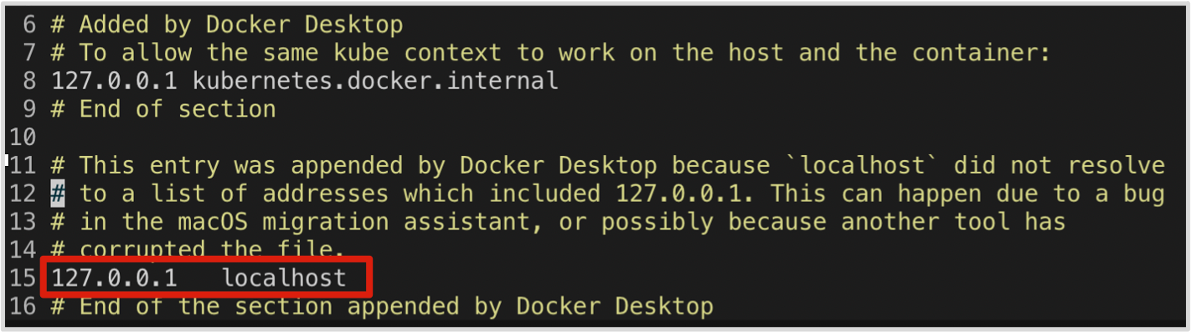 6 # Added by Docker Desktop
7 # To allow the same kube context to work on the host and the container:
8 127.0.0.1 kubernetes.docker.internal
9 # End of section
10
11 # This entry was appended by Docker Desktop because `localhost` did not resolve
12 # to a list of addresses which included 127.0.0.1. This can happen due to a bug
13 # in the macOS migration assistant, or possibly because another tool has
14 # corrupted the file.
15 127.0.0.1   localhost
16 # End of the section appended by Docker Desktop